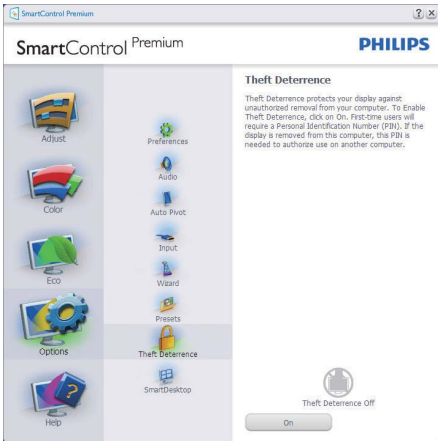 SmartControl Premium
SmartControl Premium
PHILIPS
Adjust
Color
Eco
Options
Help
Preferences
Audio
Auto Pivot
Input
Wizard
Presets
Theft Deterrence
SmartDesktop
Theft Deterrence
Theft Deterrence protects your display against
unauthorized removal from your computer. To Enable
Theft Deterrence, click on On. First-time users will
require a Personal Identification Number (PIN). If the
display is removed from this computer, this PIN is
needed to authorize use on another computer.
Theft Deterrence Off
On